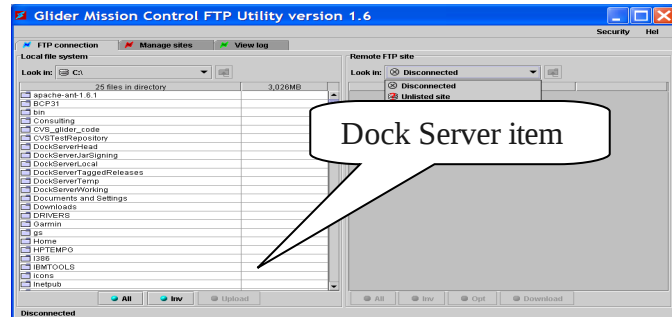 Glider Mission Control FTP Utility version 1.6
Security Hel
FTP connection Manage sites View log
Local file system
Look in: C:\
25 files in directory 3,026MB
apache-ant-1.6.1
BCP31
bin
Consulting
CVS_glider_code
CVSTestRepository
DockServerHead
DockServerJarSigning
DockServerLocal
DockServerTaggedReleases
DockServerTemp
DockServerWorking
Documents and Settings
Downloads
DRIVERS
Garmin
gs
Home
HPTEMPG
I386
IBMTOOLS
icons
Inetpub
All Inv Upload
Remote FTP site
Look in: Disconnected
Disconnected
Unlisted site
Dock Server item
All Inv Opt Download
Disconnected